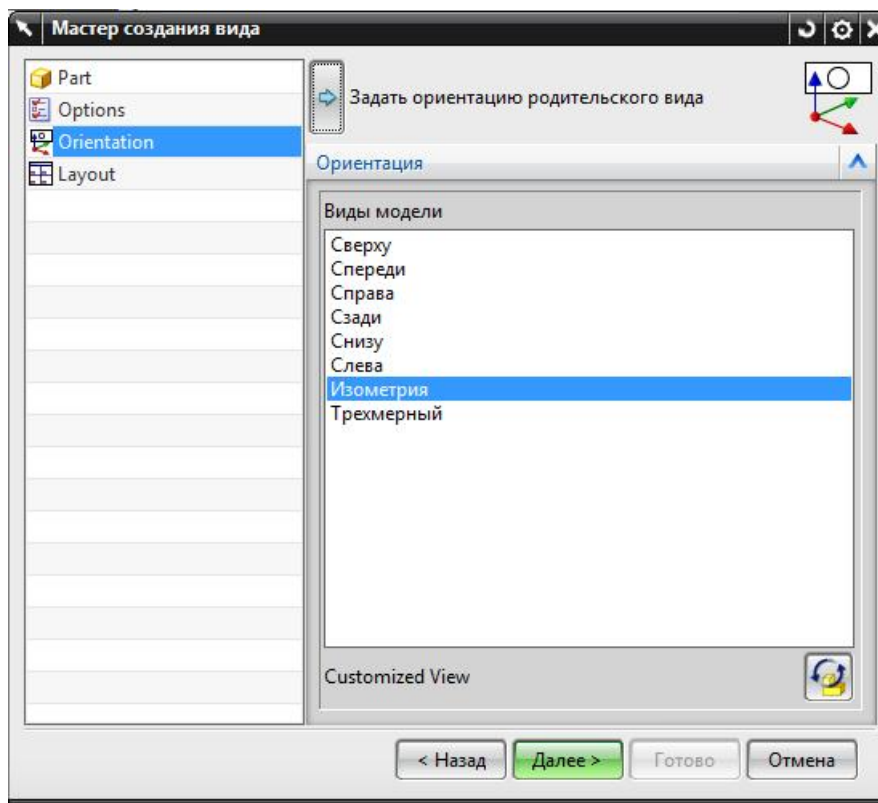 Мастер создания вида
Part
Options
Orientation
Layout
Задать ориентацию родительского вида
Ориентация
Виды модели
Сверху
Спереди
Справа
Сзади
Снизу
Слева
Изометрия
Трехмерный
Customized View
< Назад Далее > Готово Отмена